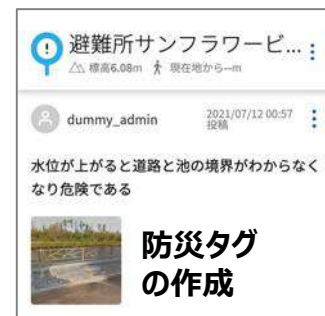 避難所サンフラワービ...
標高6.08m 現在地から--m
dummy_admin
2021/07/12 00:57
投稿
水位が上がると道路と池の境界がわからなく
なり危険である
防災タグ
の作成